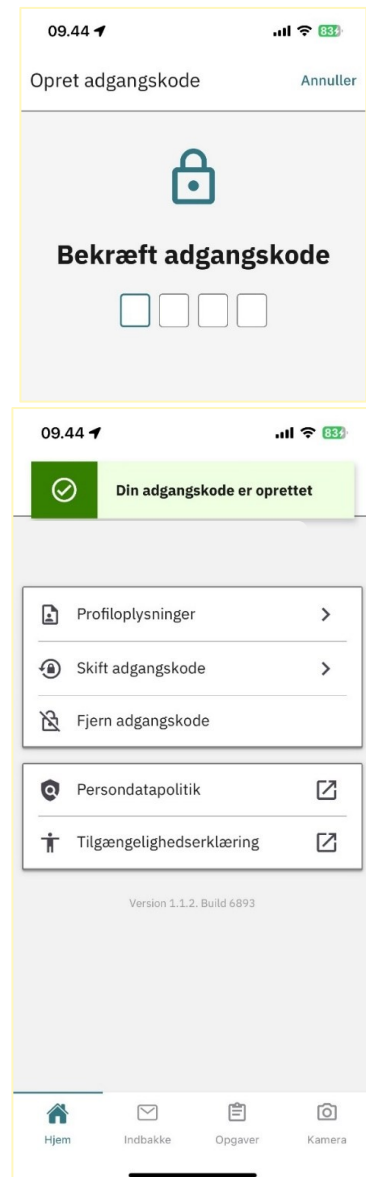 09.44
83
Opret adgangskode
Annuller
Bekræft adgangskode
09.44
83
Din adgangskode er oprettet
Profiloplysninger
Skift adgangskode
Fjern adgangskode
Persondatapolitik
Tilgængelighedserklæring
Version 1.1.2. Build 6893
Hjem
Indbakke
Opgaver
Kamera